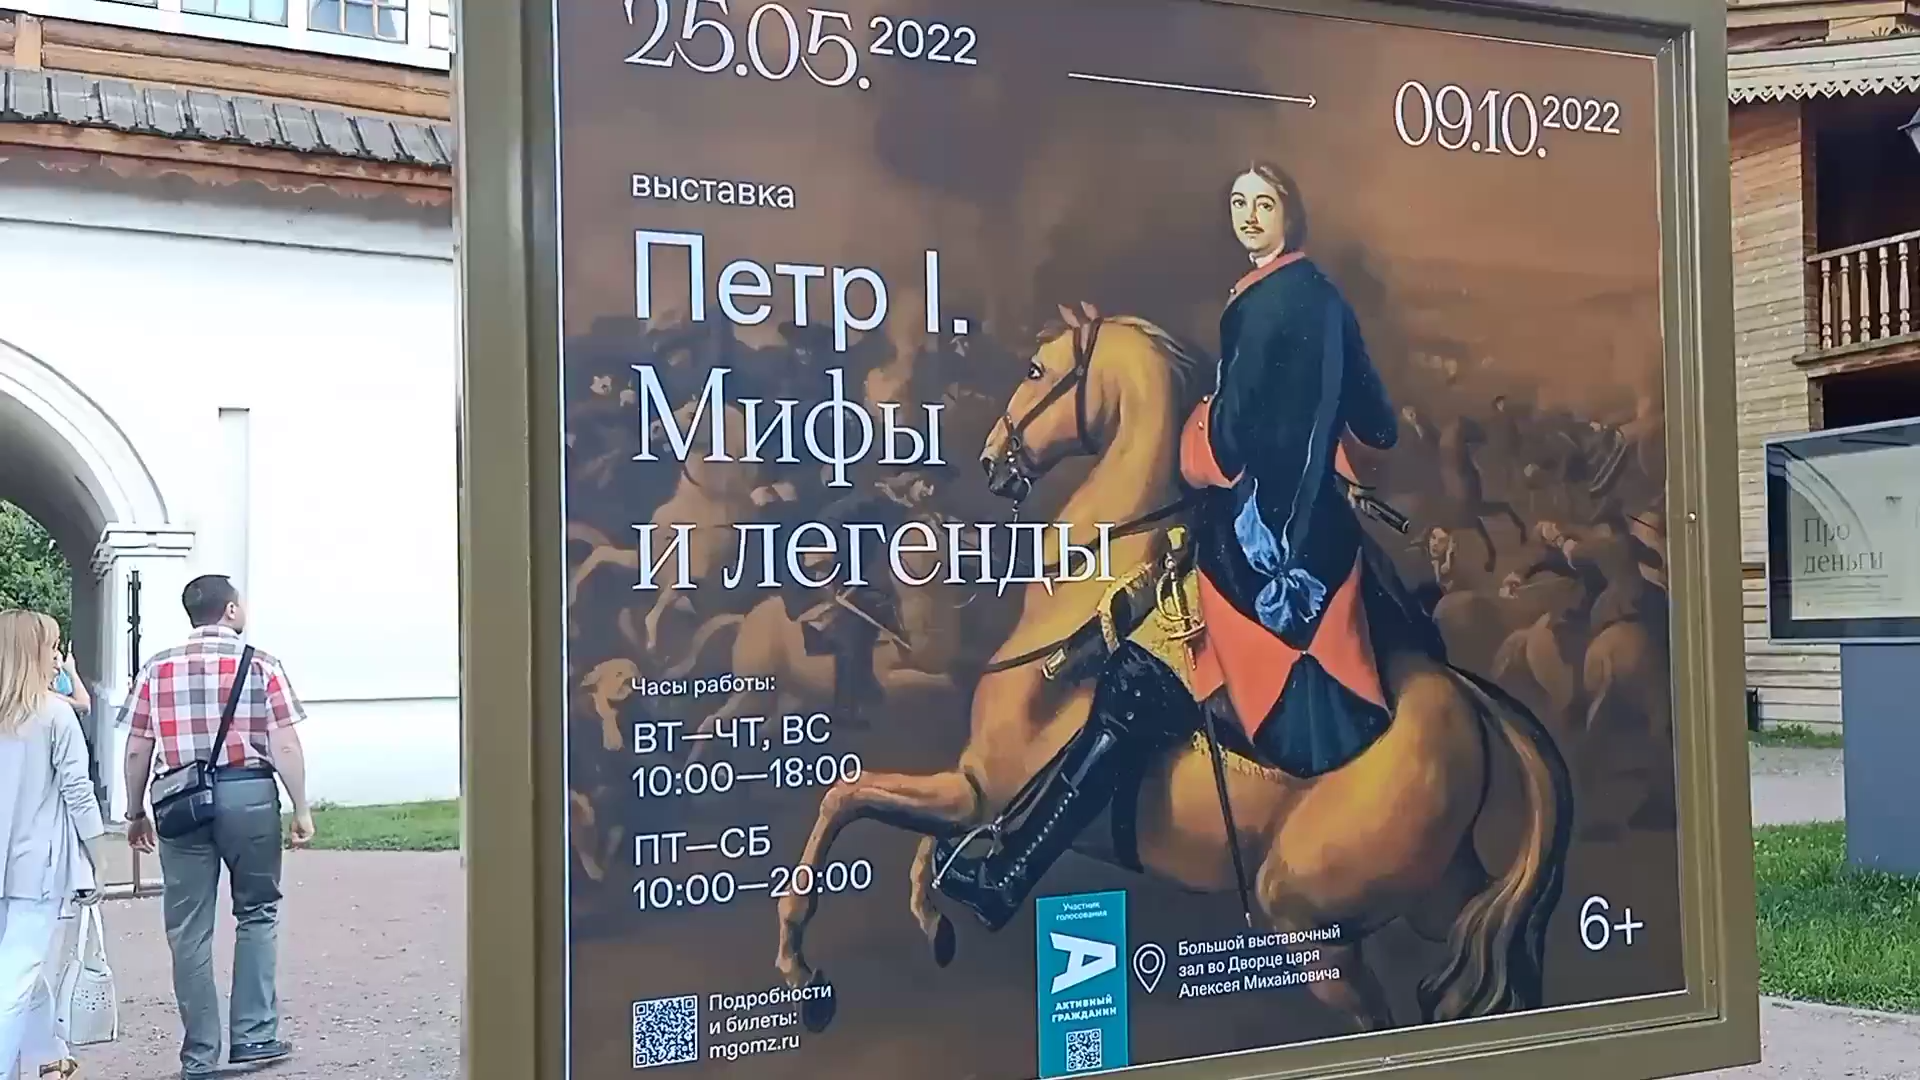 25.05.2022
09.10.2022
выставка
Петр I.
Мифы
и легенды
Часы работы:
ВТ—ЧТ, ВС
10:00—18:00
ПТ—СБ
10:00—20:00
Подробности
и билеты:
mgomz.ru
Участник
голосования
А
АКТИВНЫЙ
ГРАЖДАНИН
Большой выставочный
зал во Дворце царя
Алексея Михайловича
6+
Про
деньги